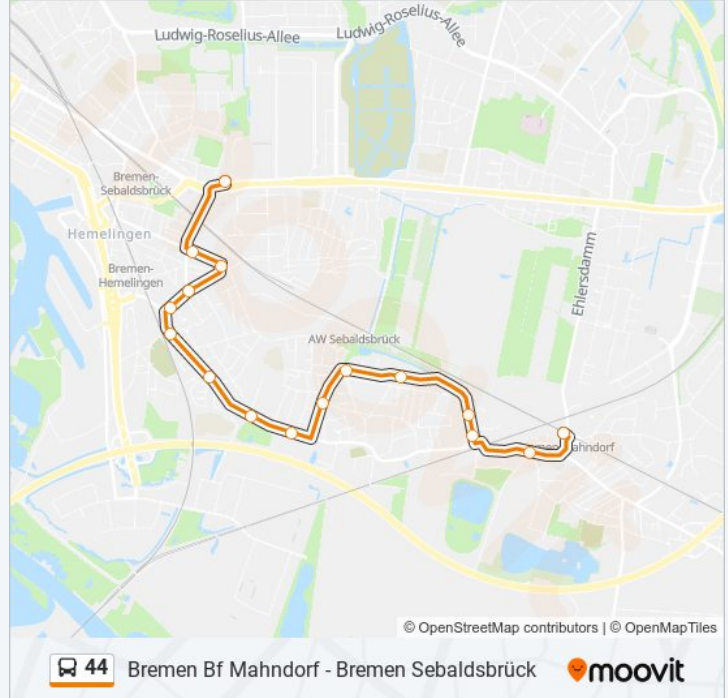 Ludwig-Roselius-Allee
Ludwig-Roselius-Allee
Bremen-
Sebaldsbrück
Hemelingen
Bremen-
Hemelingen
Ehlersdamm
AW Sebaldsbrück
© OpenStreetMap contributors | © OpenMapTiles
44 Bremen Bf Mahndorf - Bremen Sebaldsbrück moovit